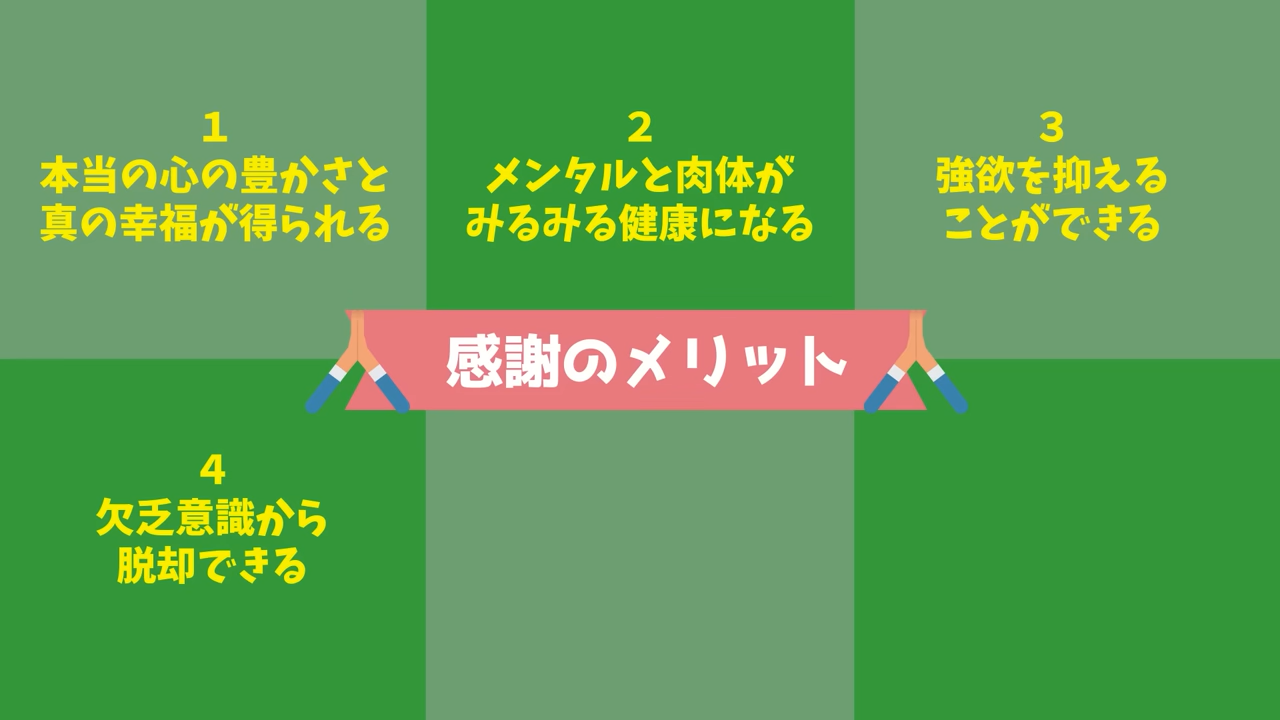 1
本当の心の豊かさと
真の幸福が得られる
2
メンタルと肉体が
みるみる健康になる
3
強欲を抑える
ことができる
感謝のメリット
4
欠乏意識から
脱却できる